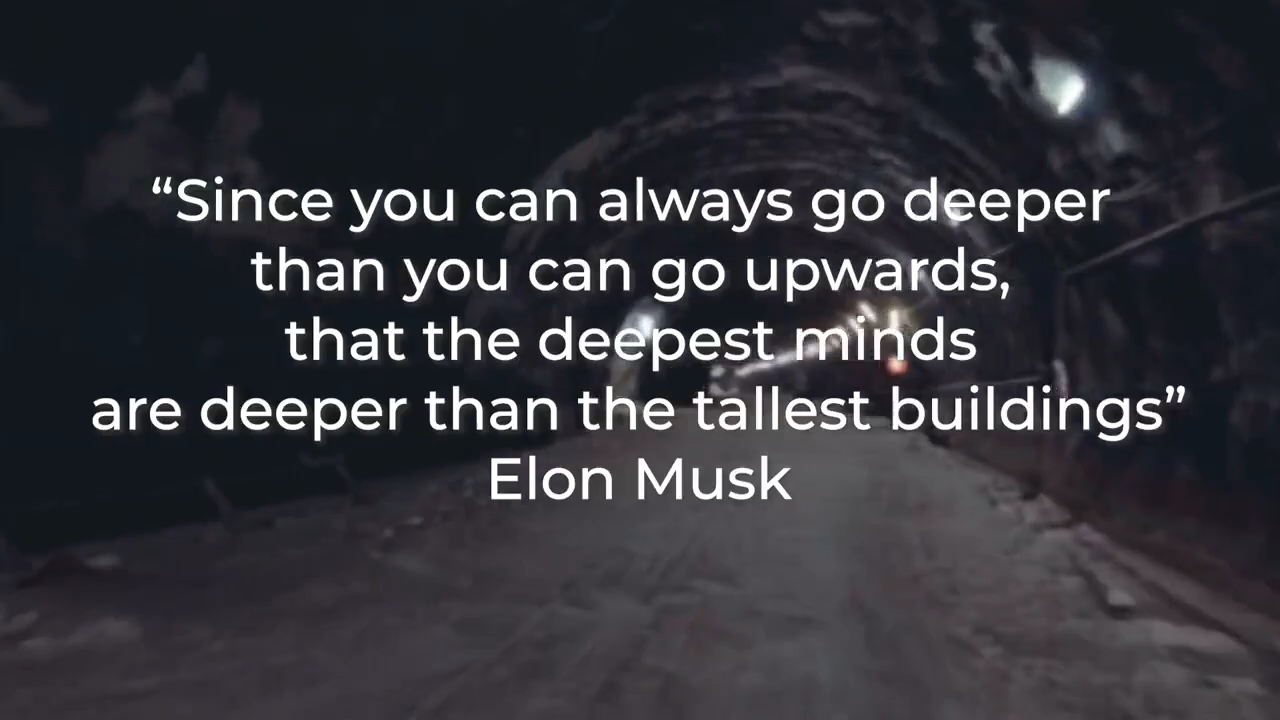 “Since you can always go deeper
than you can go upwards,
that the deepest minds
are deeper than the tallest buildings”
Elon Musk